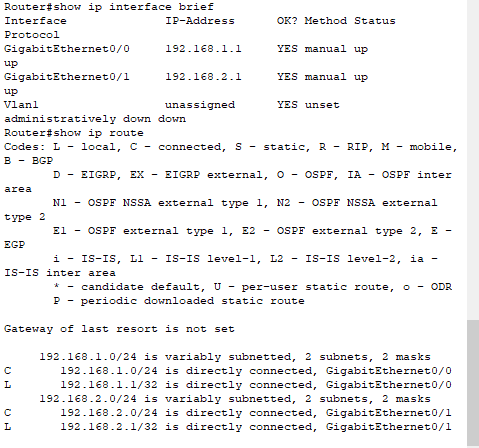 Router#show ip interface brief
Interface              IP-Address      OK? Method Status
Protocol
GigabitEthernet0/0     192.168.1.1     YES manual up
up
GigabitEthernet0/1     192.168.2.1     YES manual up
up
Vlan1                  unassigned      YES unset
administratively down down
Router#show ip route
Codes: L - local, C - connected, S - static, R - RIP, M - mobile,
B - BGP
       D - EIGRP, EX - EIGRP external, O - OSPF, IA - OSPF inter
area
       N1 - OSPF NSSA external type 1, N2 - OSPF NSSA external
type 2
       E1 - OSPF external type 1, E2 - OSPF external type 2, E -
EGP
       i - IS-IS, L1 - IS-IS level-1, L2 - IS-IS level-2, ia -
IS-IS inter area
       * - candidate default, U - per-user static route, o - ODR
       P - periodic downloaded static route
Gateway of last resort is not set
     192.168.1.0/24 is variably subnetted, 2 subnets, 2 masks
C       192.168.1.0/24 is directly connected, GigabitEthernet0/0
L       192.168.1.1/32 is directly connected, GigabitEthernet0/0
     192.168.2.0/24 is variably subnetted, 2 subnets, 2 masks
C       192.168.2.0/24 is directly connected, GigabitEthernet0/1
L       192.168.2.1/32 is directly connected, GigabitEthernet0/1